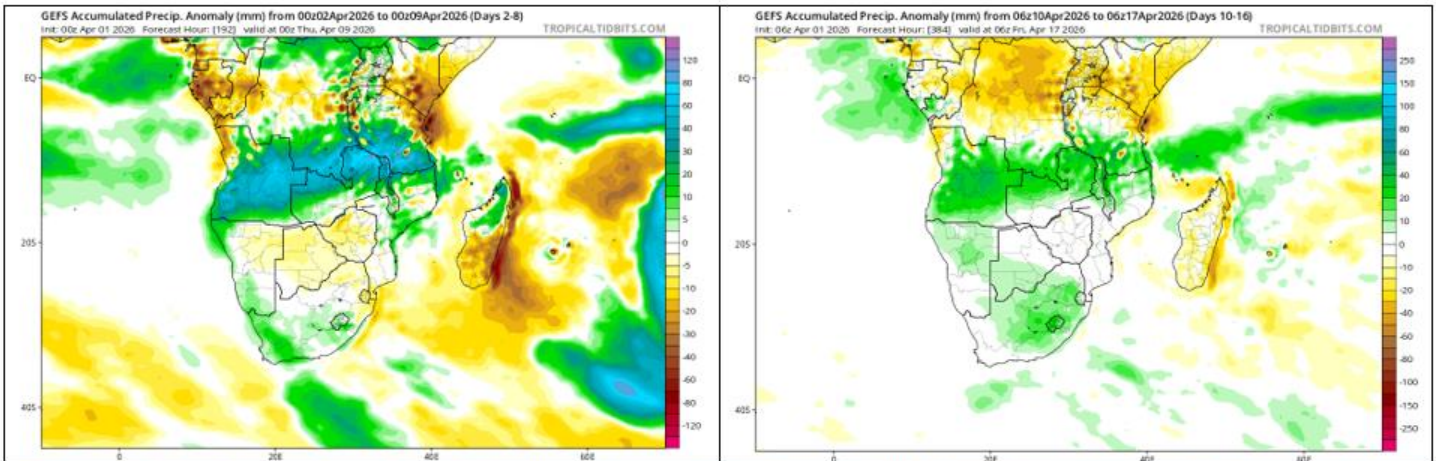 GEFS Accumulated Precip. Anomaly (mm) from 00z02Apr2026 to 00z09Apr2026 (Days 2-8)
Init: 00z Apr 01 2026 Forecast Hour: [192] valid at 00z Thu, Apr 09 2026
TROPICALTIDBITS.COM
EQ
20S
40S
0
20E
40E
60E
120
80
60
40
30
20
10
5
0
-5
-10
-20
-30
-40
-60
-80
-120
GEFS Accumulated Precip. Anomaly (mm) from 06z10Apr2026 to 06z17Apr2026 (Days 10-16)
Init: 06z Apr 01 2026 Forecast Hour: [384] valid at 06z Fri, Apr 17 2026
TROPICALTIDBITS.COM
EQ
20S
40S
0
20E
40E
60E
250
150
100
80
60
40
20
10
0
-10
-20
-40
-60
-80
-100
-150
-250